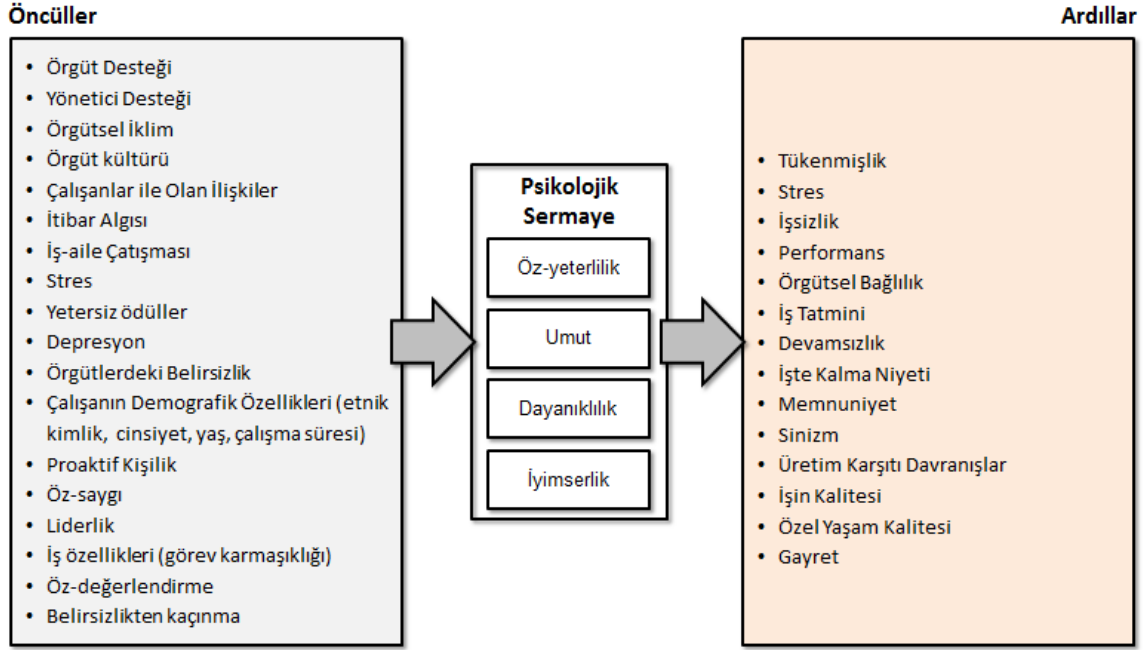 Öncüller
• Örgüt Desteği
• Yönetici Desteği
• Örgütsel İklim
• Örgüt kültürü
• Çalışanlar ile Olan İlişkiler
• İtibar Algısı
• İş-aile Çatışması
• Stres
• Yetersiz ödüller
• Depresyon
• Örgütlerdeki Belirsizlik
• Çalışanın Demografik Özellikleri (etnik
kimlik, cinsiyet, yaş, çalışma süresi)
• Proaktif Kişilik
• Öz-saygı
• Liderlik
• İş özellikleri (görev karmaşıklığı)
• Öz-değerlendirme
• Belirsizlikten kaçınma
Psikolojik
Sermaye
Öz-yeterlilik
Umut
Dayanıklılık
İyimserlik
Ardıllar
• Tükenmişlik
• Stres
• İşsizlik
• Performans
• Örgütsel Bağlılık
• İş Tatmini
• Devamsızlık
• İşte Kalma Niyeti
• Memnuniyet
• Sinizm
• Üretim Karşıtı Davranışlar
• İşin Kalitesi
• Özel Yaşam Kalitesi
• Gayret